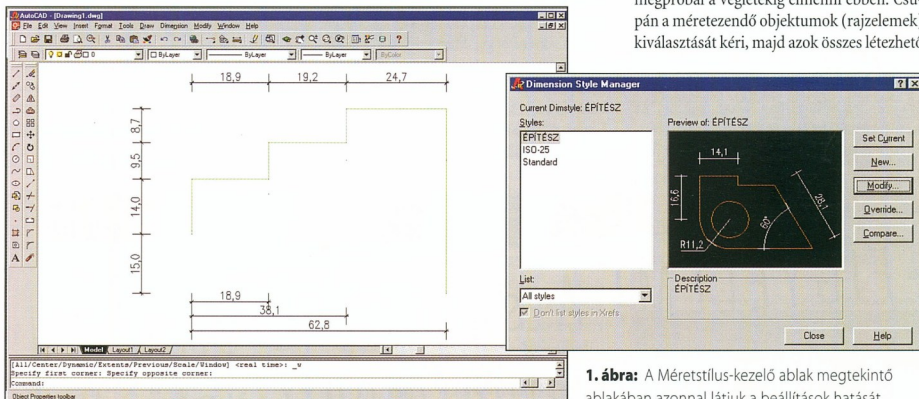 megpróbál a végletekig elmenni ebben. Csu-
pán a méretezendő objektumok (rajzelemek
kiválasztását kéri, majd azok összes létezhető
AutoCAD - [Drawing1.dwg]
File Edit View Insert Format Tools Draw Dimension Modify Window Help
0 ByLayer ByLayer ByLayer ByColor
18,9 19,2 24,7
8,7
9,5
14,0
15,0
18,9
38,1
62,8
Model Layout1 Layout2
[All/Center/Dynamic/Extents/Previous/Scale/Window] <real time>: _w
Specify first corner: Specify opposite corner:
Command:
Object Properties toolbar
Dimension Style Manager
Current Dimstyle: ÉPÍTÉSZ
Styles:
ÉPÍTÉSZ
ISO-25
Standard
Preview of: ÉPÍTÉSZ
14,1
16,6
28,1
60°
R11,2
Set Current
New...
Modify...
Override...
Compare...
List:
All styles
Don't list styles in Xrefs
Description
ÉPÍTÉSZ
Close Help
1. ábra: A Méretstílus-kezelő ablak megtekintő
ablakában azonnal látjuk a beállítások hatását